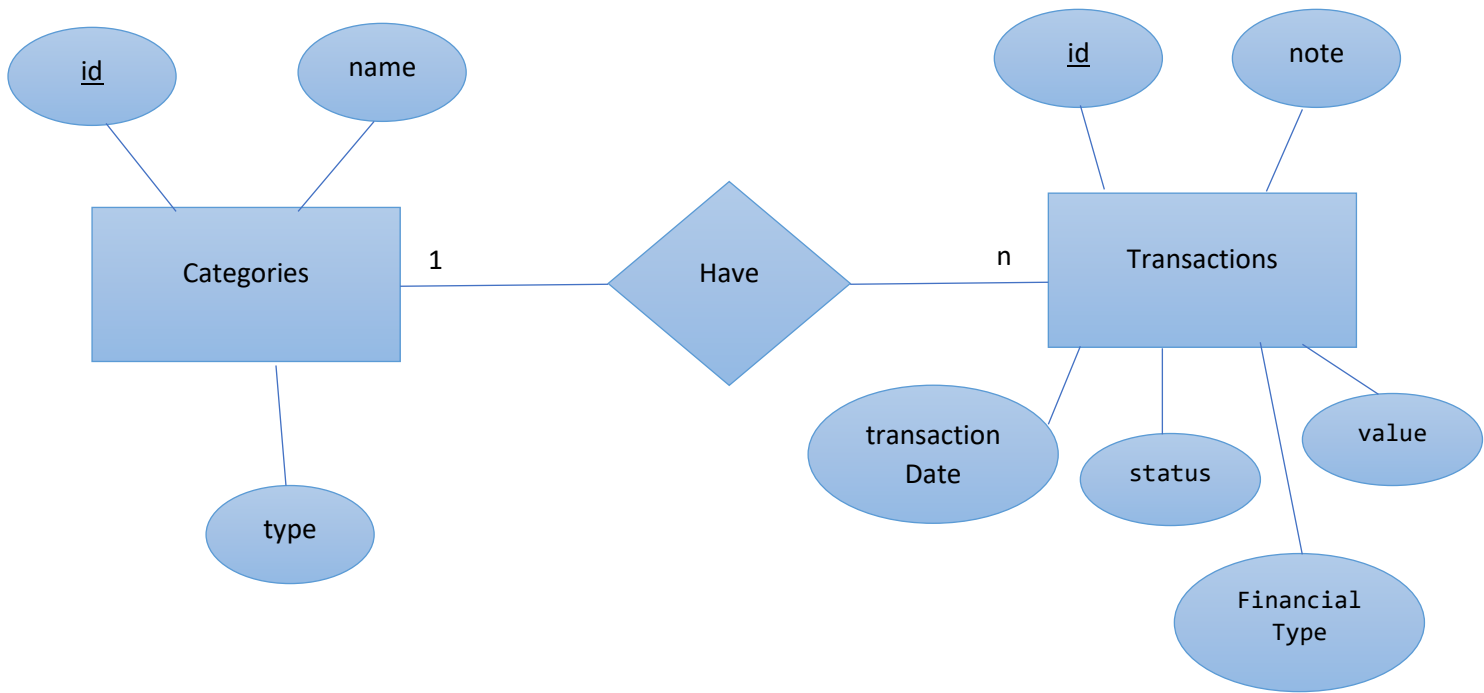 id
name
id
note
Categories
1
Have
n
Transactions
transaction
Date
status
value
type
Financial
Type